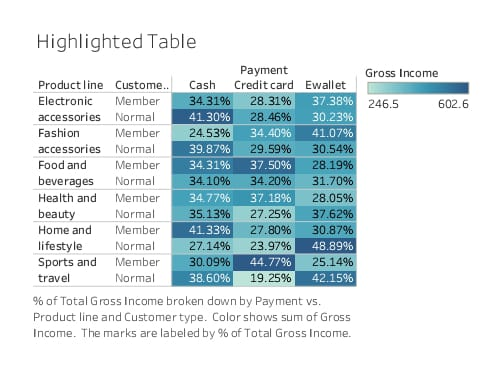 Highlighted Table
Payment
Product line Custome.. Cash Credit card Ewallet
Electronic Member 34.31% 28.31% 37.38%
accessories Normal 41.30% 28.46% 30.23%
Fashion Member 24.53% 34.40% 41.07%
accessories Normal 39.87% 29.59% 30.54%
Food and Member 34.31% 37.50% 28.19%
beverages Normal 34.10% 34.20% 31.70%
Health and Member 34.77% 37.18% 28.05%
beauty Normal 35.13% 27.25% 37.62%
Home and Member 41.33% 27.80% 30.87%
lifestyle Normal 27.14% 23.97% 48.89%
Sports and Member 30.09% 44.77% 25.14%
travel Normal 38.60% 19.25% 42.15%
Gross Income
246.5 602.6
% of Total Gross Income broken down by Payment vs.
Product line and Customer type. Color shows sum of Gross
Income. The marks are labeled by % of Total Gross Income.